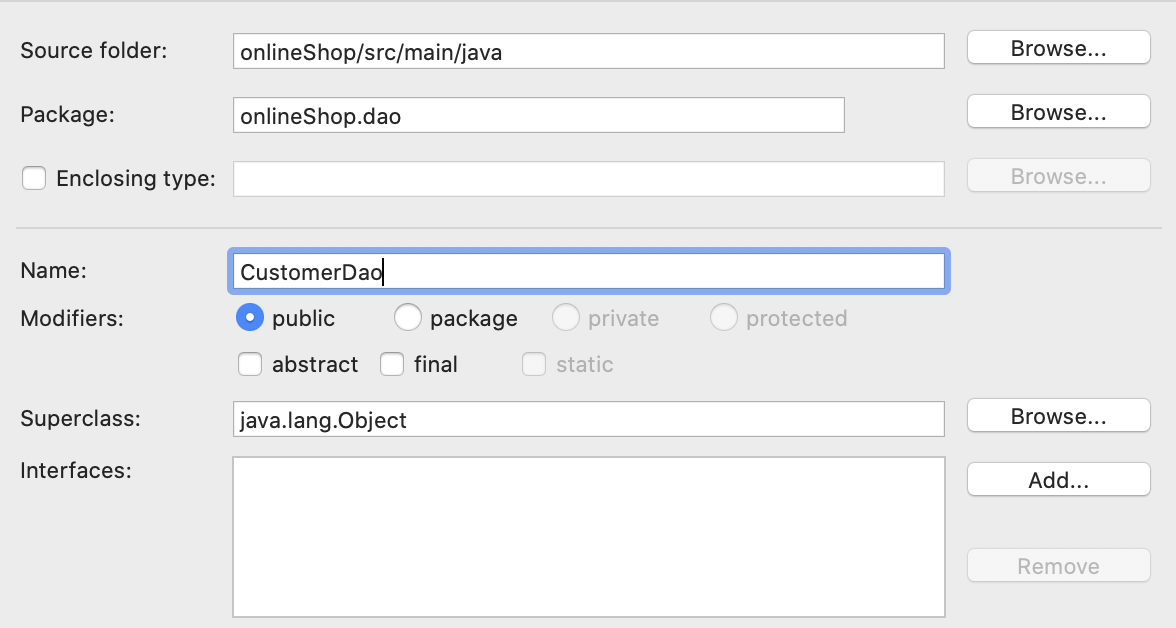 Source folder: onlineShop/src/main/java Browse...
Package: onlineShop.dao Browse...
Enclosing type: Browse...
Name: CustomerDao
Modifiers: public package private protected
abstract final static
Superclass: java.lang.Object Browse...
Interfaces: Add...
Remove